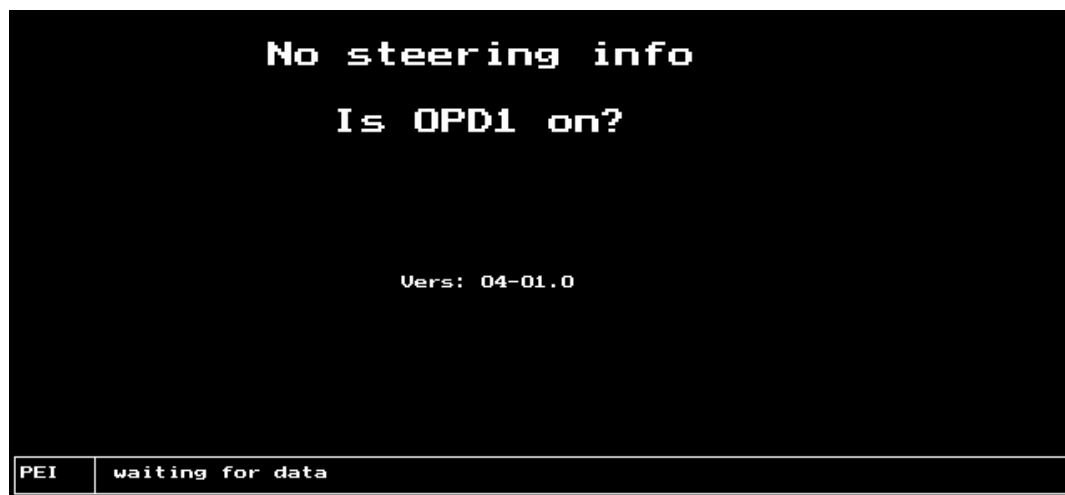 No steering info
Is OPD1 on?
Vers: 04-01.0
PEI waiting for data